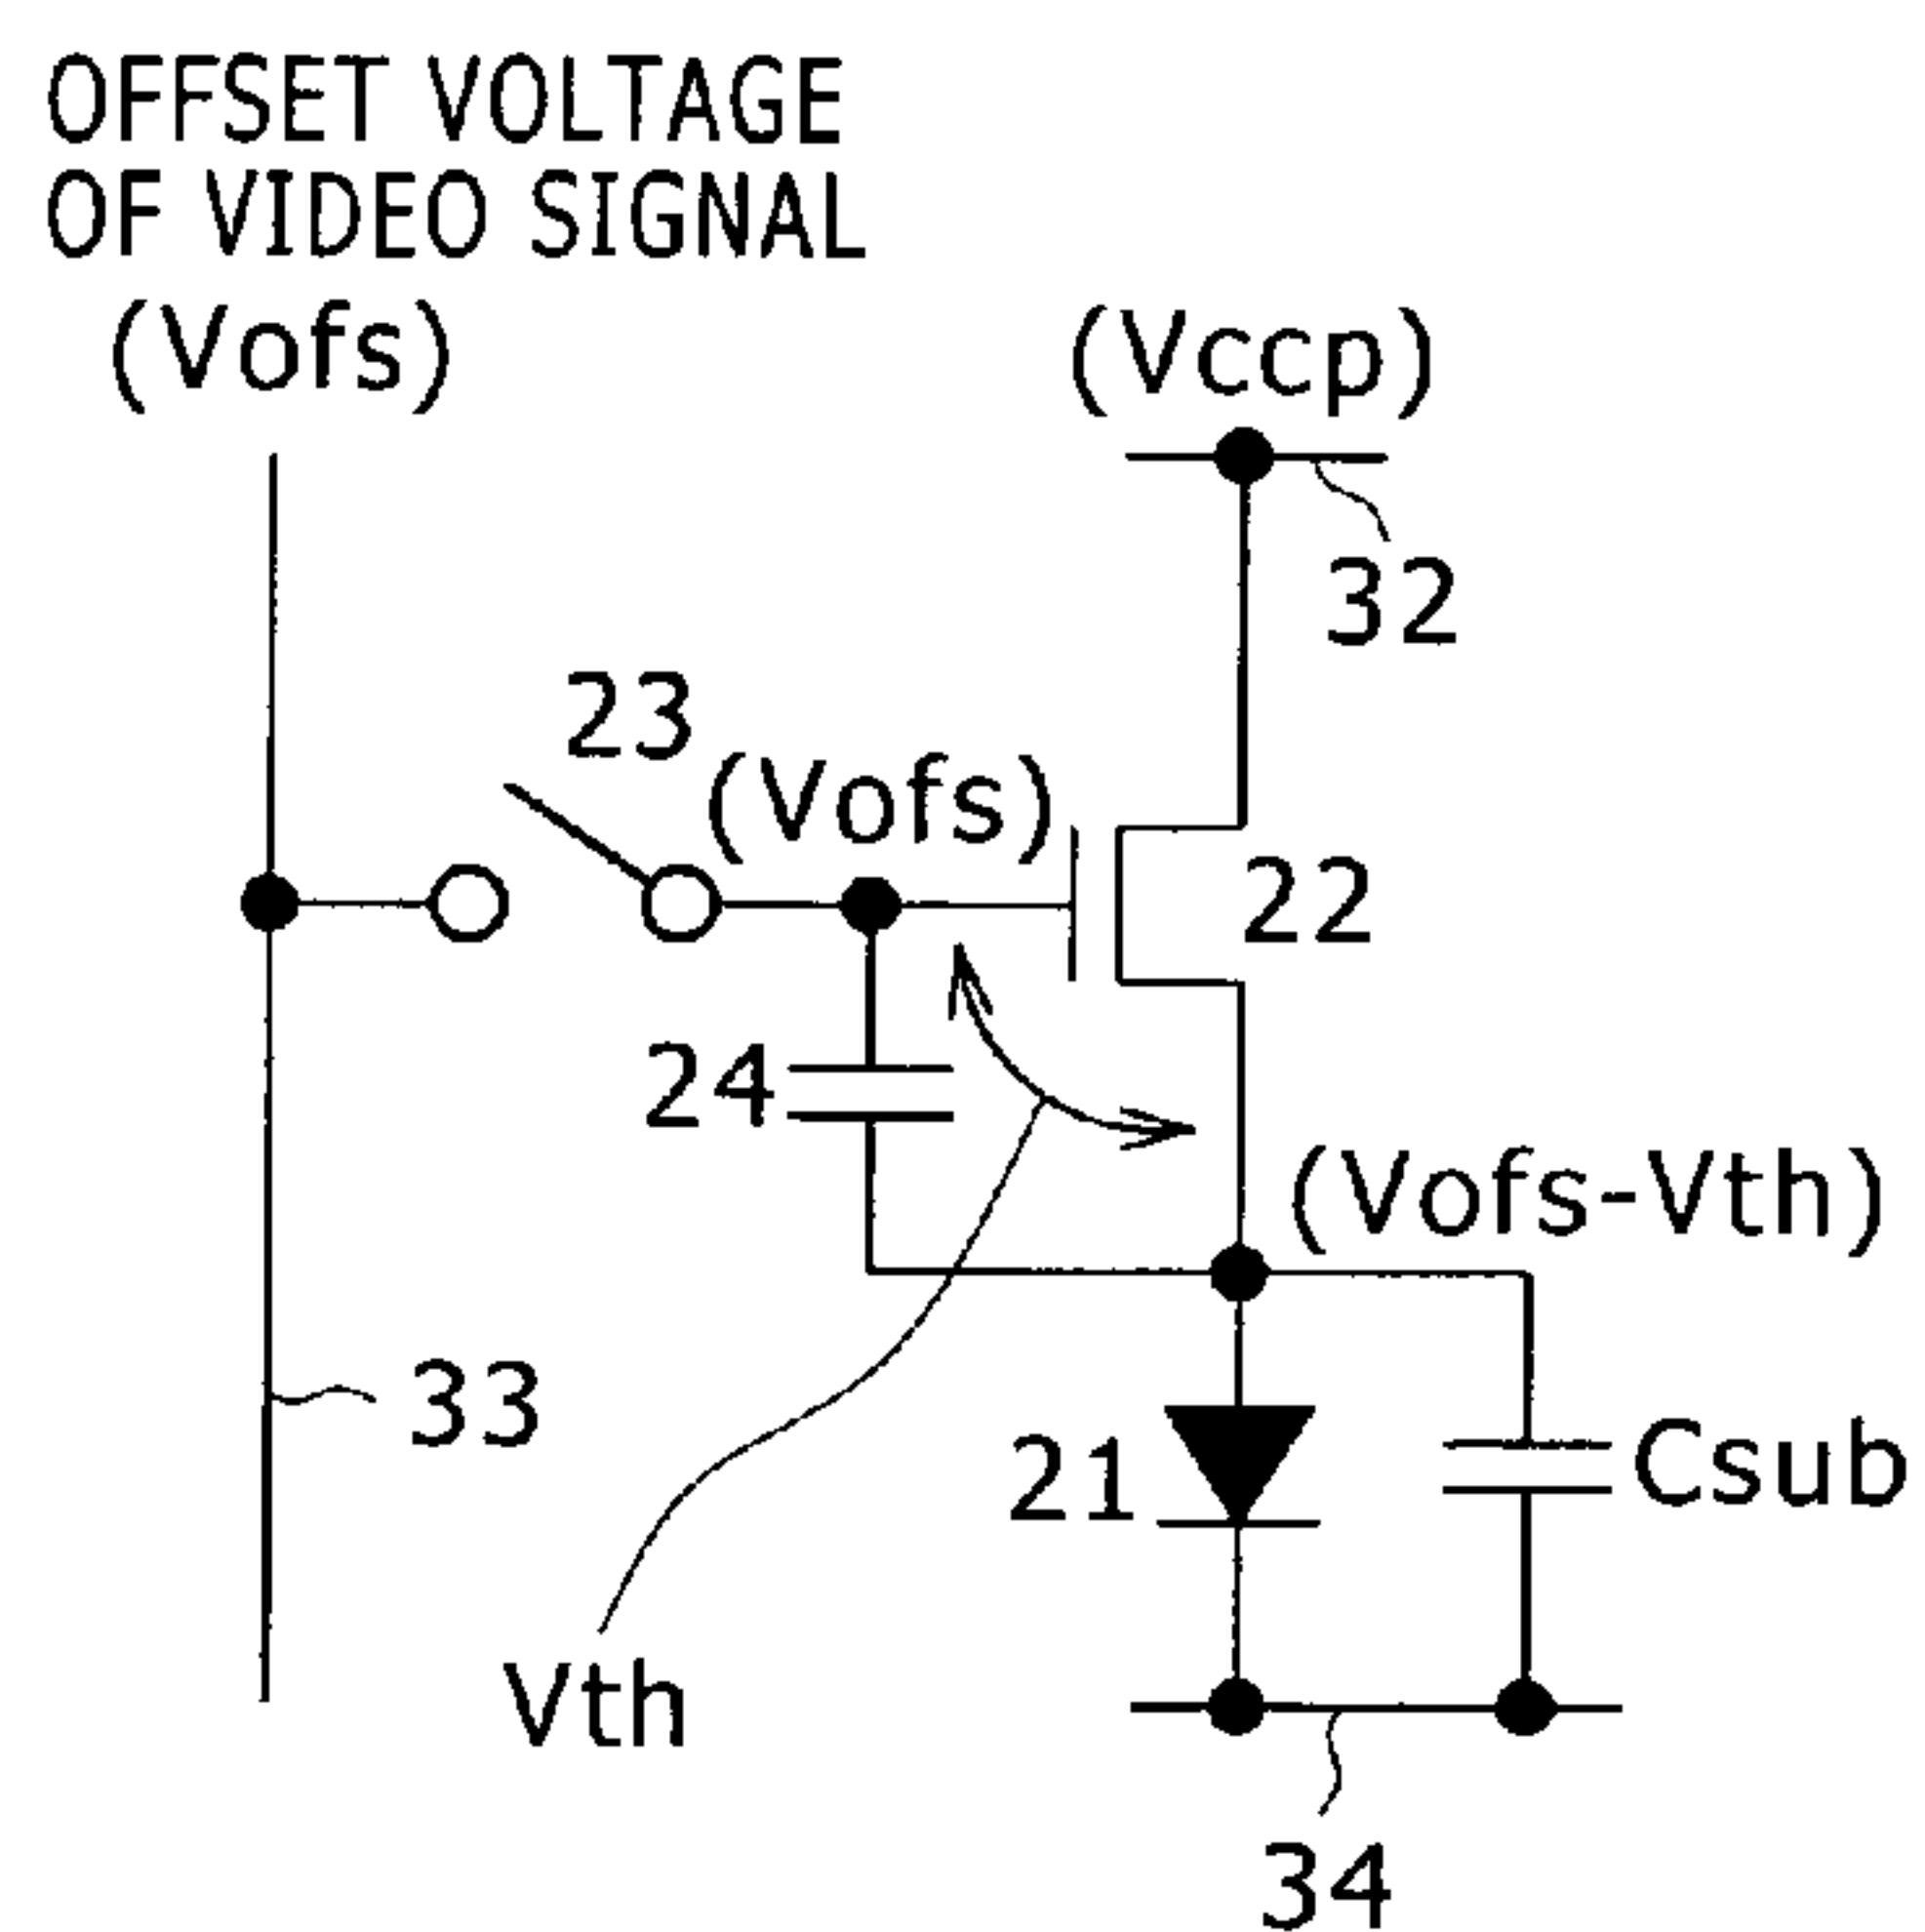 OFFSET VOLTAGE
OF VIDEO SIGNAL
(Vofs)
(Vccp)
32
23
(Vofs)
22
24
(Vofs-Vth)
33
21
Csub
Vth
34